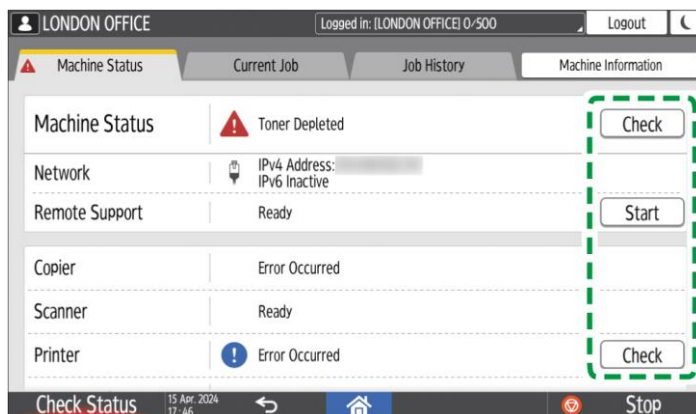 LONDON OFFICE
Logged in: [LONDON OFFICE] 0/500
Logout
Machine Status
Current Job
Job History
Machine Information
Machine Status
Toner Depleted
Check
Network
IPv4 Address:
IPv6 Inactive
Remote Support
Ready
Start
Copier
Error Occurred
Scanner
Ready
Printer
Error Occurred
Check
Check Status
15 Apr. 2024
17:46
Stop